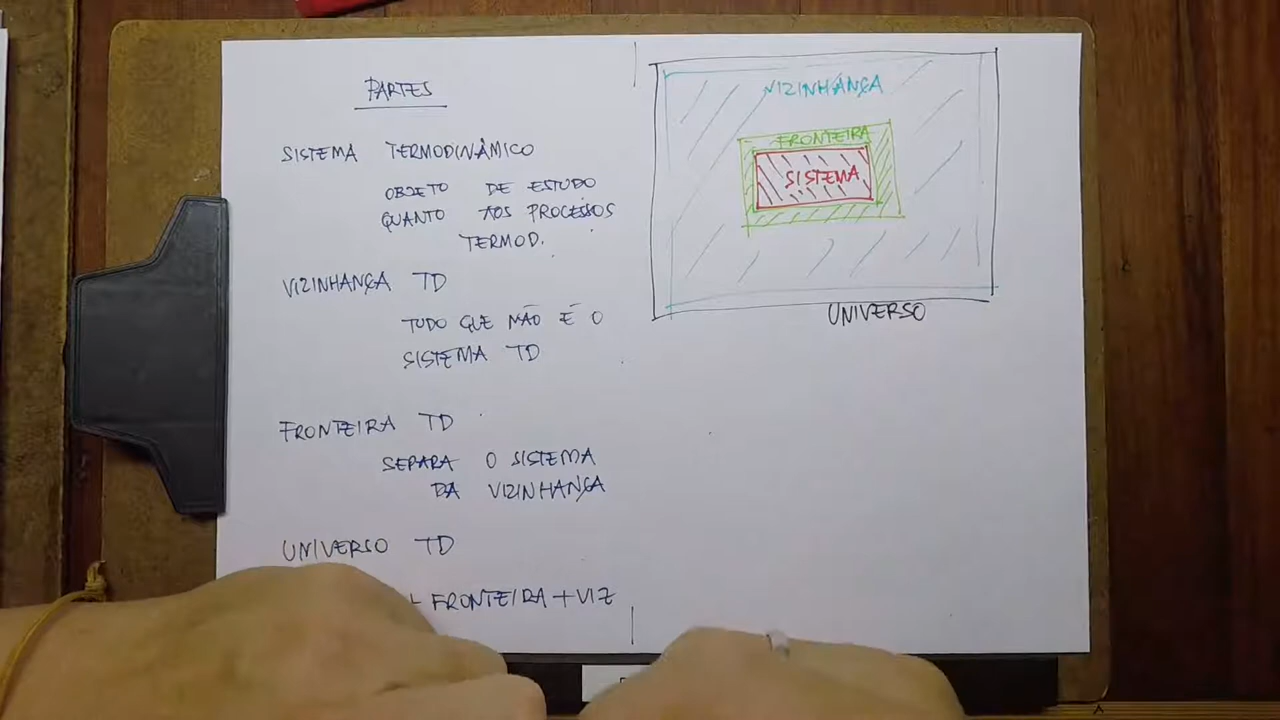 PARTES
SISTEMA TERMODINÂMICO
OBJETO DE ESTUDO
QUANTO AOS PROCESSOS
TERMOD.
VIZINHANÇA TD
TUDO QUE NÃO É O
SISTEMA TD
FRONTEIRA TD
SEPARA O SISTEMA
DA VIZINHANÇA
UNIVERSO TD
+ FRONTEIRA + VIZ
VIZINHANÇA
FRONTEIRA
SISTEMA
UNIVERSO